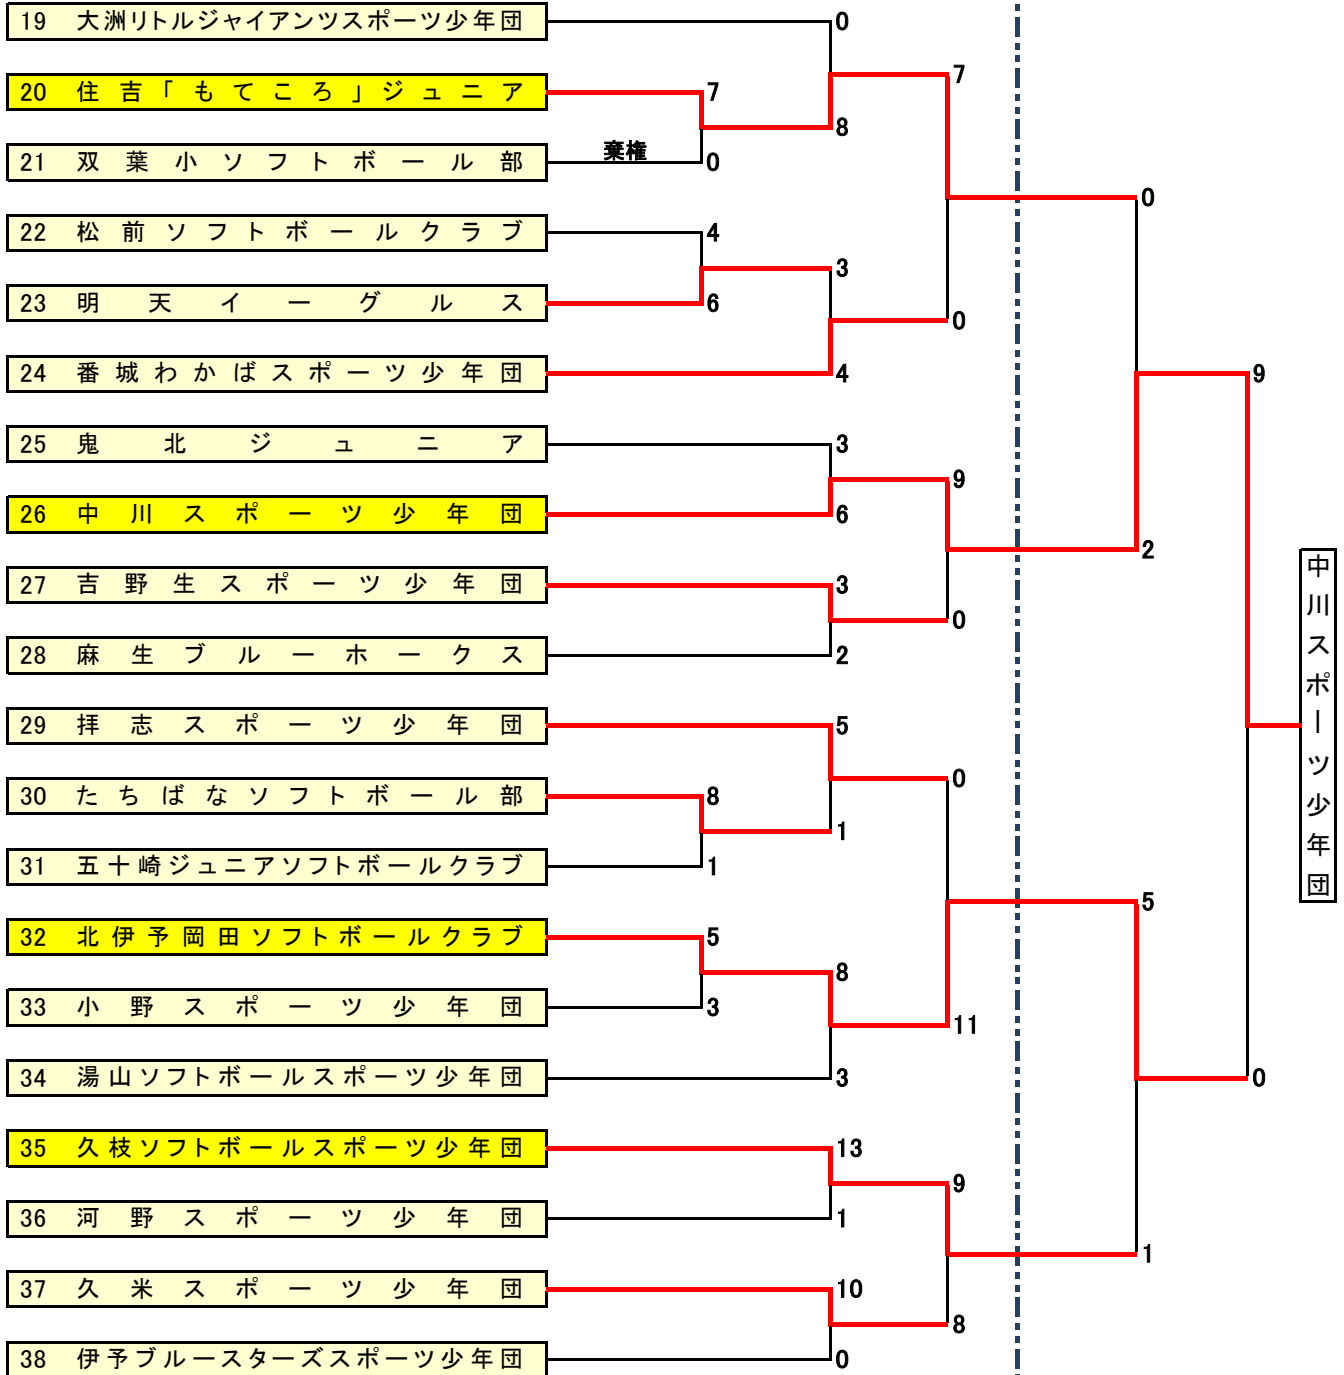 19 大洲リトルジャイアンツスポーツ少年団
0
7
20 住吉「もてころ」ジュニア
7
8
棄権
21 双葉小ソフトボール部
0
0
22 松前ソフトボールクラブ
4
3
23 明天イーグルス
6
0
24 番城わかばスポーツ少年団
4
9
25 鬼北ジュニア
3
9
26 中川スポーツ少年団
6
2
27 吉野生スポーツ少年団
3
0
28 麻生ブルーホークス
2
中川スポーツ少年団
29 拝志スポーツ少年団
5
0
30 たちばなソフトボール部
8
1
31 五十崎ジュニアソフトボールクラブ
1
5
32 北伊予岡田ソフトボールクラブ
5
8
33 小野スポーツ少年団
3
11
34 湯山ソフトボールスポーツ少年団
3
0
35 久枝ソフトボールスポーツ少年団
13
9
36 河野スポーツ少年団
1
1
37 久米スポーツ少年団
10
8
38 伊予ブルースターズスポーツ少年団
0